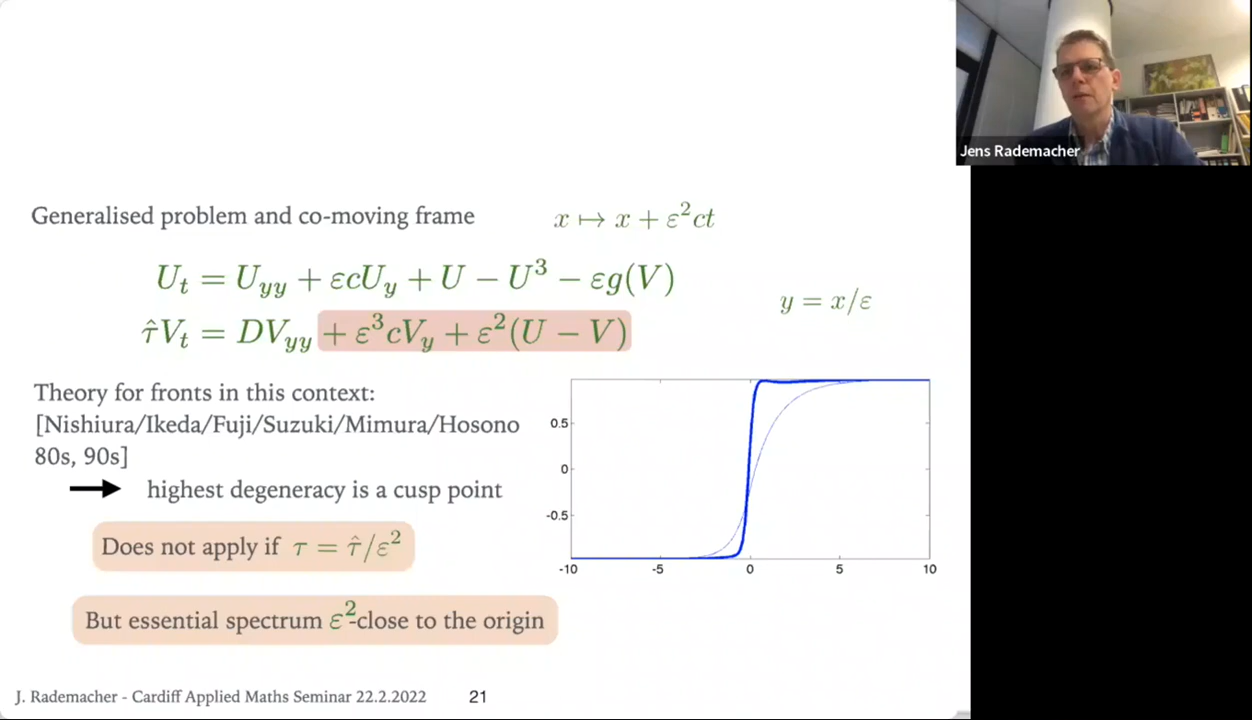 Jens Rademacher
Generalised problem and co-moving frame
x ↦ x + ε²ct
U_t = U_yy + εcU_y + U − U³ − εg(V)
τ̂V_t = DV_yy + ε³cV_y + ε²(U − V)
y = x/ε
Theory for fronts in this context:
[Nishiura/Ikeda/Fuji/Suzuki/Mimura/Hosono
80s, 90s]
highest degeneracy is a cusp point
Does not apply if τ = τ̂/ε²
But essential spectrum ε²-close to the origin
0.5
0
-0.5
-10 -5 0 5 10
J. Rademacher - Cardiff Applied Maths Seminar 22.2.2022 21